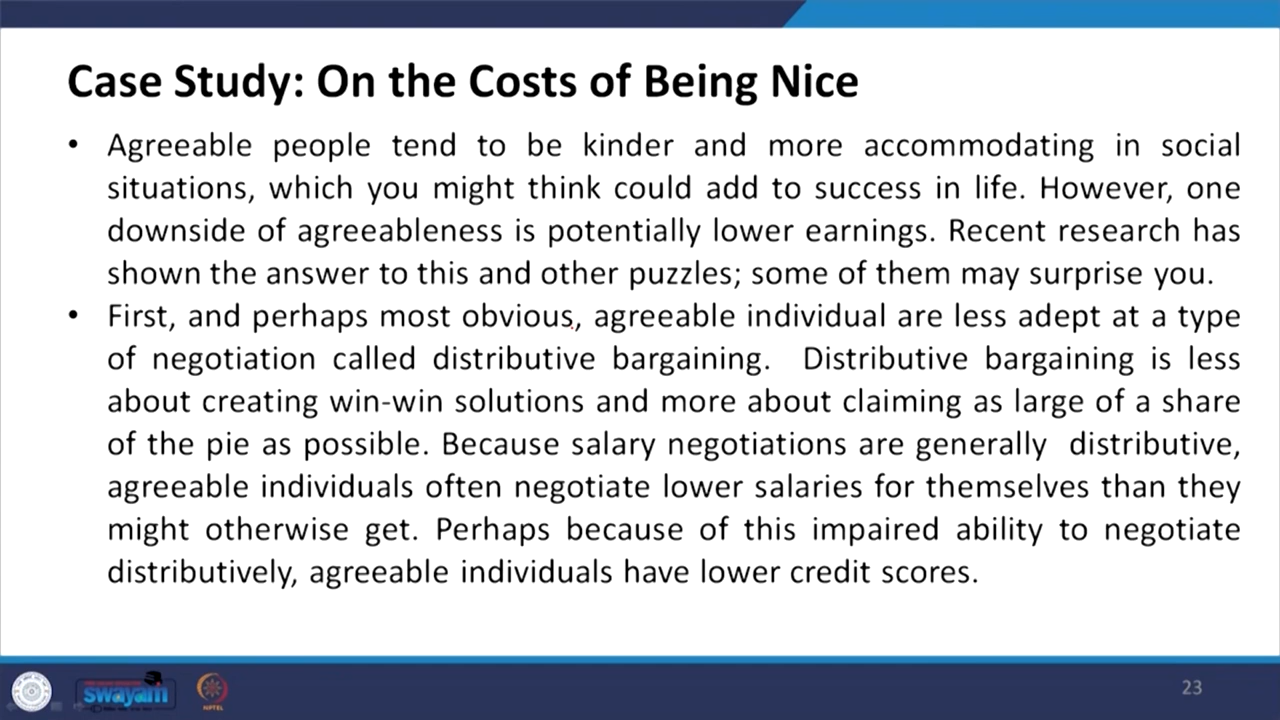 Case Study: On the Costs of Being Nice
• Agreeable people tend to be kinder and more accommodating in social
situations, which you might think could add to success in life. However, one
downside of agreeableness is potentially lower earnings. Recent research has
shown the answer to this and other puzzles; some of them may surprise you.
• First, and perhaps most obvious, agreeable individual are less adept at a type
of negotiation called distributive bargaining. Distributive bargaining is less
about creating win-win solutions and more about claiming as large of a share
of the pie as possible. Because salary negotiations are generally distributive,
agreeable individuals often negotiate lower salaries for themselves than they
might otherwise get. Perhaps because of this impaired ability to negotiate
distributively, agreeable individuals have lower credit scores.
swayam
NPTEL
23